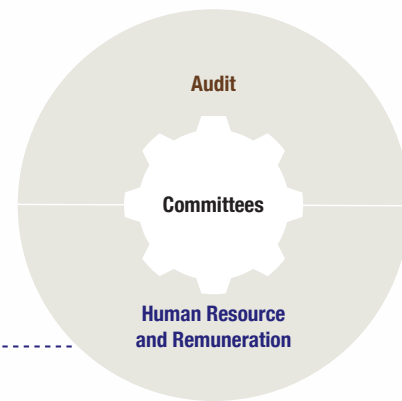 Audit
Committees
Human Resource
and Remuneration